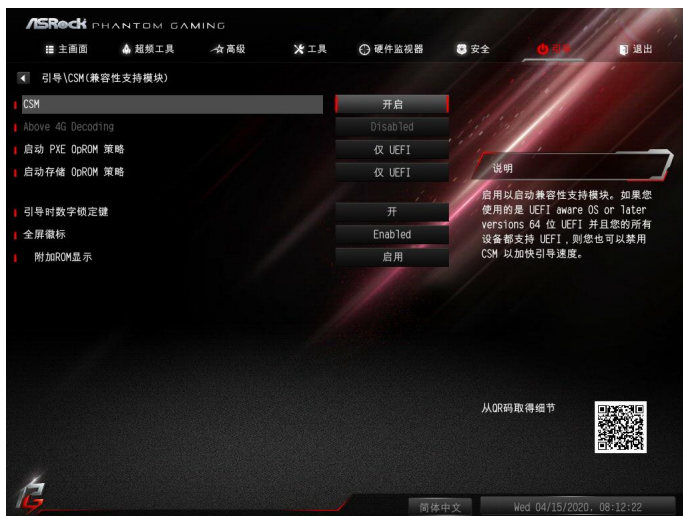 ASRock PHANTOM GAMING
主画面 超频工具 高级 工具 硬件监视器 安全 引导 退出
引导\CSM(兼容性支持模块)
CSM 开启
Above 4G Decoding Disabled
启动 PXE OpROM 策略 仅 UEFI
启动存储 OpROM 策略 仅 UEFI
引导时数字锁定键 开
全屏徽标 Enabled
附加ROM显示 启用
说明
启用以启动兼容性支持模块。如果您
使用的是 UEFI aware OS or later
versions 64 位 UEFI 并且您的所有
设备都支持 UEFI，则您也可以禁用
CSM 以加快引导速度。
从QR码取得细节
简体中文 Wed 04/15/2020, 08:12:22